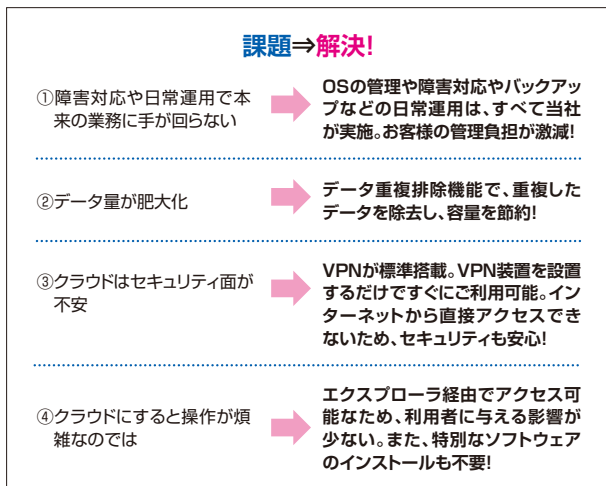 課題⇒解決!
①障害対応や日常運用で本
来の業務に手が回らない
OSの管理や障害対応やバックアッ
プなどの日常運用は、すべて当社
が実施。お客様の管理負担が激減!
②データ量が肥大化
データ重複排除機能で、重複した
データを除去し、容量を節約!
③クラウドはセキュリティ面が
不安
VPNが標準搭載。VPN装置を設置
するだけですぐにご利用可能。イン
ターネットから直接アクセスでき
ないため、セキュリティも安心!
④クラウドにすると操作が煩
雑なのでは
エクスプローラ経由でアクセス可
能なため、利用者に与える影響が
少ない。また、特別なソフトウェア
のインストールも不要!